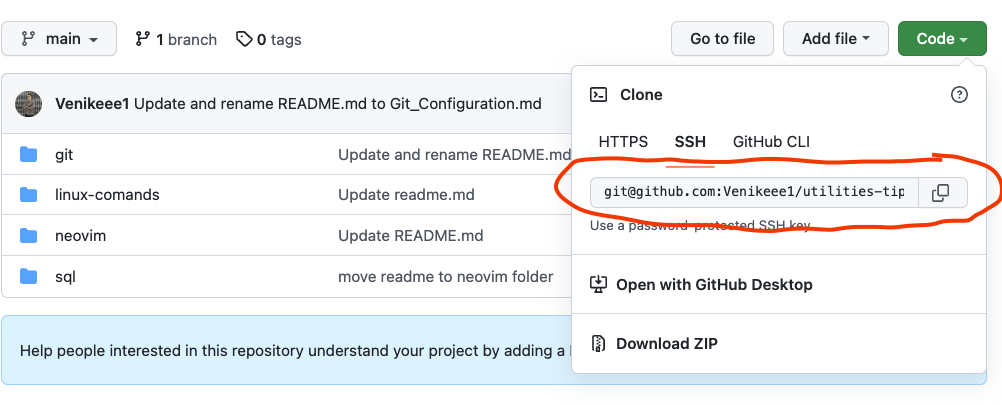 main 1 branch 0 tags Go to file Add file Code
Venikeee1 Update and rename README.md to Git_Configuration.md
Clone
HTTPS SSH GitHub CLI
git Update and rename README.md
linux-comands Update readme.md
git@github.com:Venikeee1/utilities-tip
neovim Update README.md
Use a password-protected SSH key.
sql move readme to neovim folder
Open with GitHub Desktop
Download ZIP
Help people interested in this repository understand your project by adding a